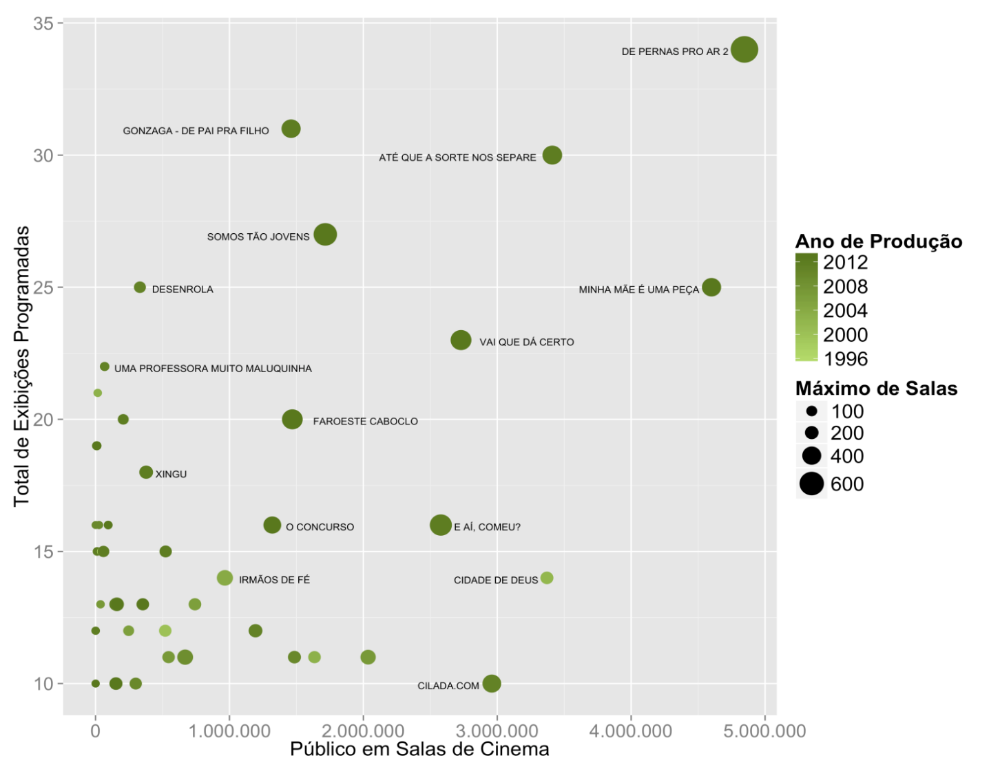 35
DE PERNAS PRO AR 2
GONZAGA - DE PAI PRA FILHO
30
ATÉ QUE A SORTE NOS SEPARE
SOMOS TÃO JOVENS
25
DESENROLA
MINHA MÃE É UMA PEÇA
VAI QUE DÁ CERTO
UMA PROFESSORA MUITO MALUQUINHA
20
FAROESTE CABOCLO
XINGU
O CONCURSO
E AÍ, COMEU?
15
IRMÃOS DE FÉ
CIDADE DE DEUS
10
CILADA.COM
Total de Exibições Programadas
0 1.000.000 2.000.000 3.000.000 4.000.000 5.000.000
Público em Salas de Cinema
Ano de Produção
2012
2008
2004
2000
1996
Máximo de Salas
100
200
400
600